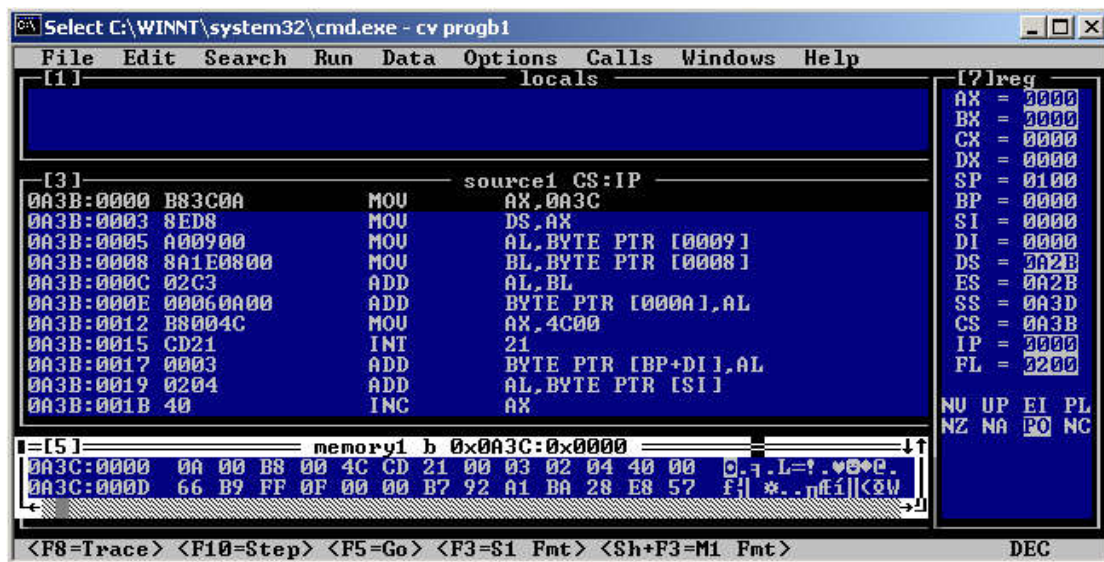 Select C:\WINNT\system32\cmd.exe - cv progb1
File Edit Search Run Data Options Calls Windows Help
[1] locals
[3] source1 CS:IP
0A3B:0000 B83C0A MOV AX,0A3C
0A3B:0003 8ED8 MOV DS,AX
0A3B:0005 A00900 MOV AL,BYTE PTR [0009]
0A3B:0008 8A1E0800 MOV BL,BYTE PTR [0008]
0A3B:000C 02C3 ADD AL,BL
0A3B:000E 00060A00 ADD BYTE PTR [000A],AL
0A3B:0012 B8004C MOV AX,4C00
0A3B:0015 CD21 INT 21
0A3B:0017 0003 ADD BYTE PTR [BP+DI],AL
0A3B:0019 0204 ADD AL,BYTE PTR [SI]
0A3B:001B 40 INC AX
[5] memory1 b 0x0A3C:0x0000
0A3C:0000 0A 00 B8 00 4C CD 21 00 03 02 04 40 00
0A3C:000D 66 B9 FF 0F 00 00 B7 92 A1 BA 28 E8 57
[7]reg
AX = 0000
BX = 0000
CX = 0000
DX = 0000
SP = 0100
BP = 0000
SI = 0000
DI = 0000
DS = 0A2B
ES = 0A2B
SS = 0A3D
CS = 0A3B
IP = 0000
FL = 0200
NV UP EI PL
NZ NA PO NC
<F8=Trace> <F10=Step> <F5=Go> <F3=S1 Fmt> <Sh+F3=M1 Fmt> DEC